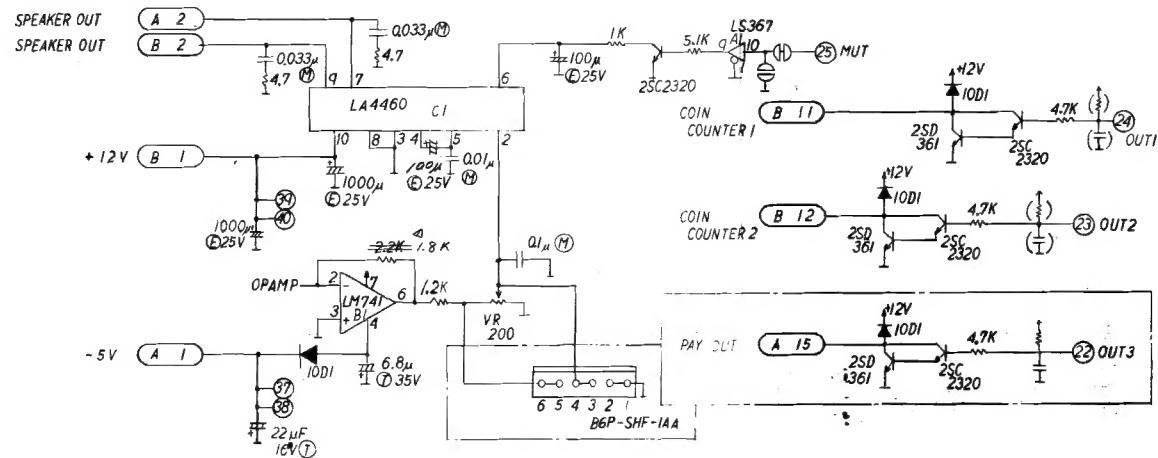 SPEAKER OUT A 2
SPEAKER OUT B 2
0.033μ Ⓜ
4.7
0.033μ Ⓜ
4.7
9 7
LA4460 C1
6
10 8 3 4 5 2
100μ
Ⓔ 25V
1K
2SC2320
5.1K
LS367
A1
9 10
25 MUT
+12V B 1
39
40
1000μ
Ⓔ 25V
1000μ
Ⓔ 25V
100μ
Ⓔ 25V
0.01μ
Ⓜ
0.1μ Ⓜ
2.2K 1.8K
OPAMP
2 -
3 +
7
LM741
B1
4
6
1.2K
VR
200
-5V A 1
10D1
6.8μ
Ⓣ 35V
37
38
22μF
16V Ⓣ
6 5 4 3 2 1
B6P-SHF-1AA
COIN
COUNTER 1
B 11
+12V
10D1
2SD
361
2SC
2320
4.7K
24
OUT1
COIN
COUNTER 2
B 12
+12V
10D1
2SD
361
2SC
2320
4.7K
23 OUT2
PAY OUT
A 15
+12V
10D1
2SD
361
2SC
2320
4.7K
22 OUT3